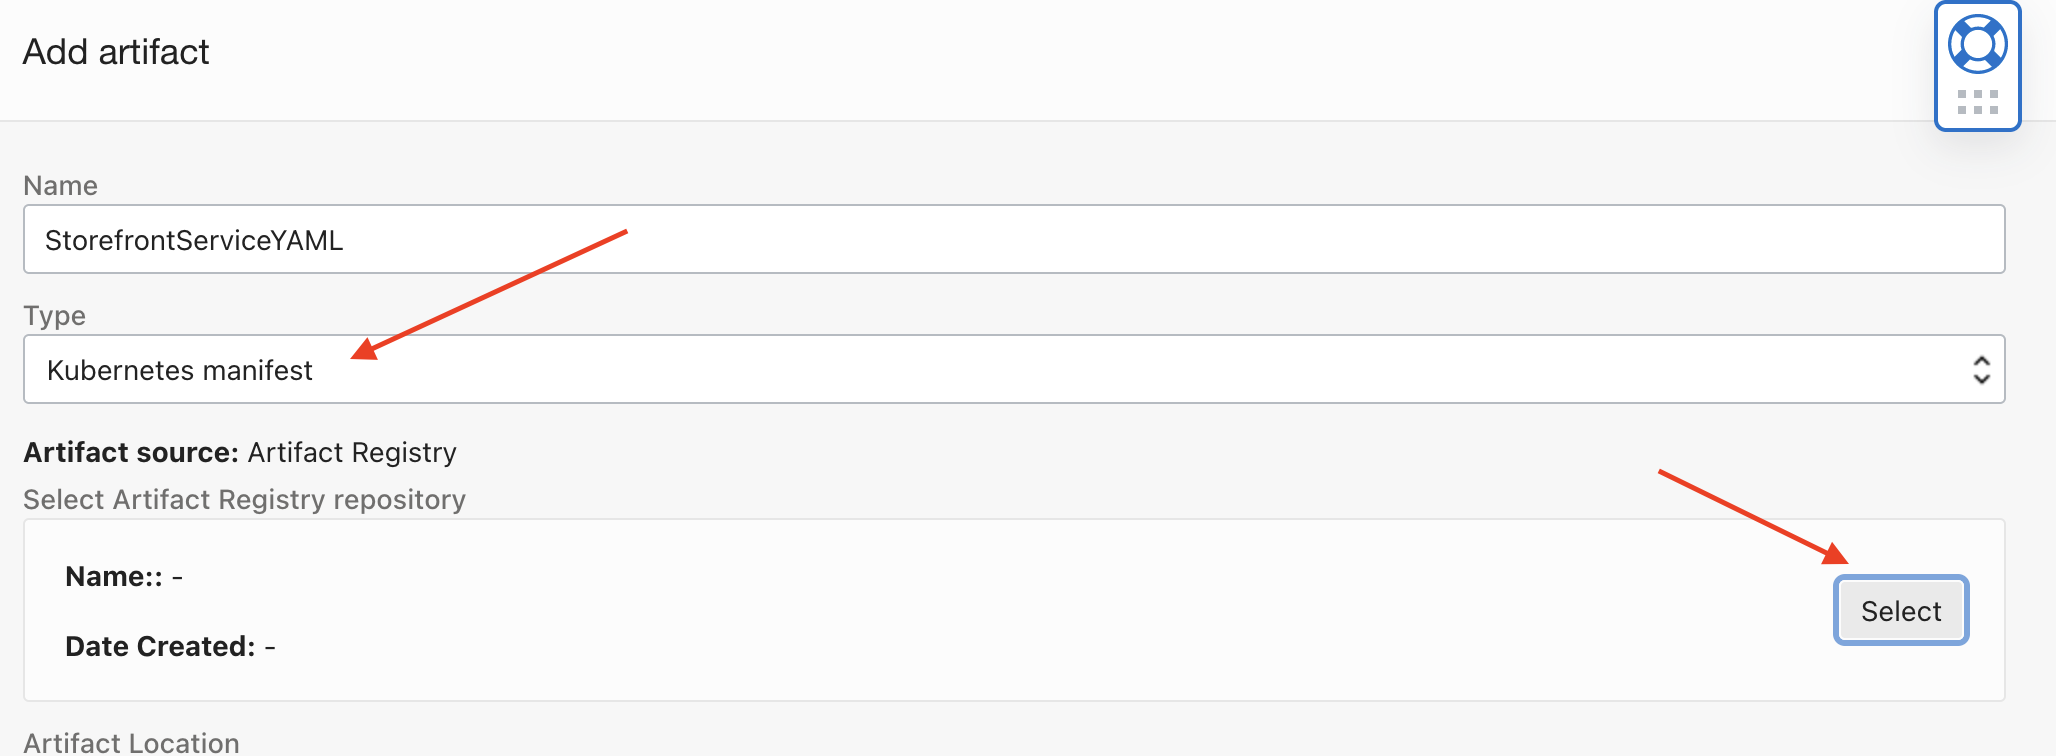 Add artifact
Name
StorefrontServiceYAML
Type
Kubernetes manifest
Artifact source: Artifact Registry
Select Artifact Registry repository
Name:: -
Select
Date Created: -
Artifact Location